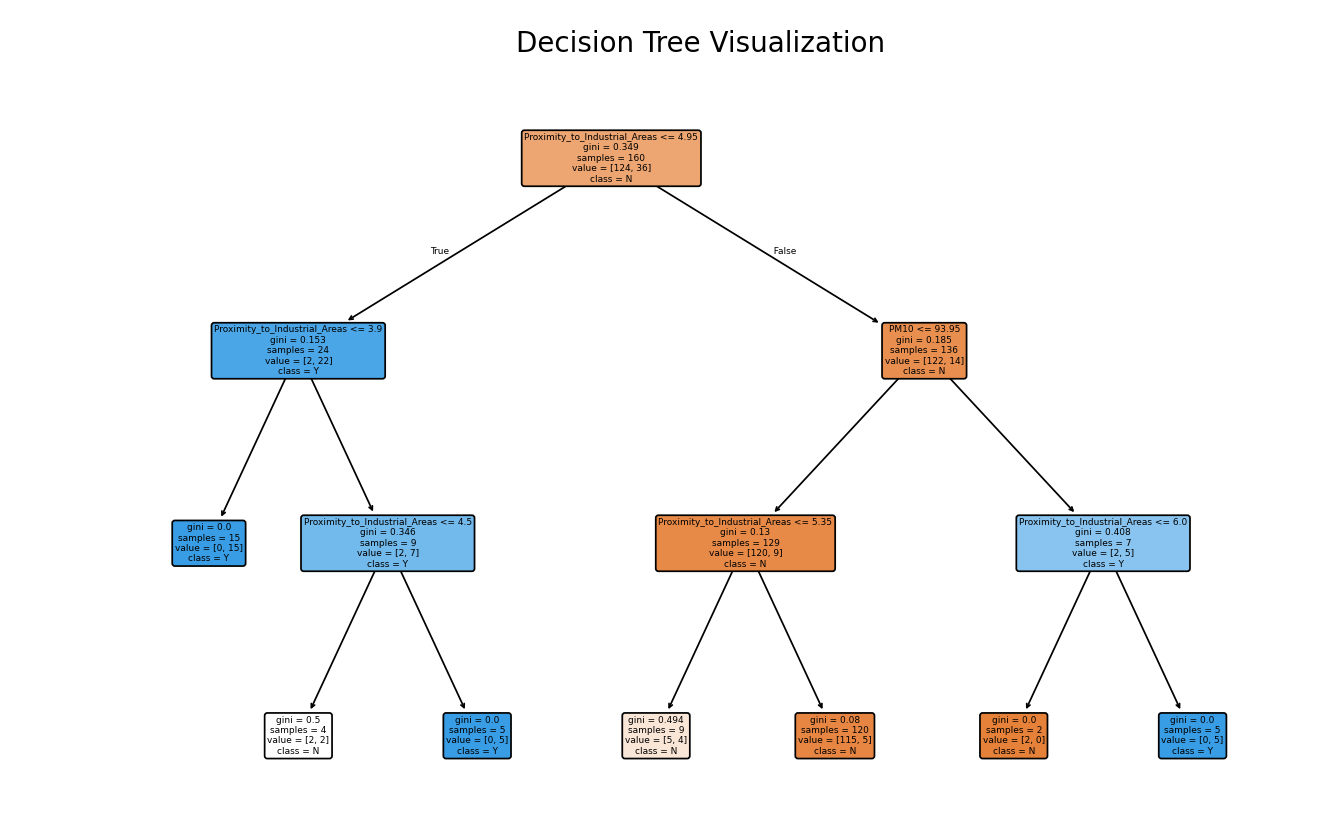 Decision Tree Visualization
Proximity_to_Industrial_Areas <= 4.95
gini = 0.349
samples = 160
value = [124, 36]
class = N
True
False
Proximity_to_Industrial_Areas <= 3.9
gini = 0.153
samples = 24
value = [2, 22]
class = Y
PM10 <= 93.95
gini = 0.185
samples = 136
value = [122, 14]
class = N
gini = 0.0
samples = 15
value = [0, 15]
class = Y
Proximity_to_Industrial_Areas <= 4.5
gini = 0.346
samples = 9
value = [2, 7]
class = Y
Proximity_to_Industrial_Areas <= 5.35
gini = 0.13
samples = 129
value = [120, 9]
class = N
Proximity_to_Industrial_Areas <= 6.0
gini = 0.408
samples = 7
value = [2, 5]
class = Y
gini = 0.5
samples = 4
value = [2, 2]
class = N
gini = 0.0
samples = 5
value = [0, 5]
class = Y
gini = 0.494
samples = 9
value = [5, 4]
class = N
gini = 0.08
samples = 120
value = [115, 5]
class = N
gini = 0.0
samples = 2
value = [2, 0]
class = N
gini = 0.0
samples = 5
value = [0, 5]
class = Y